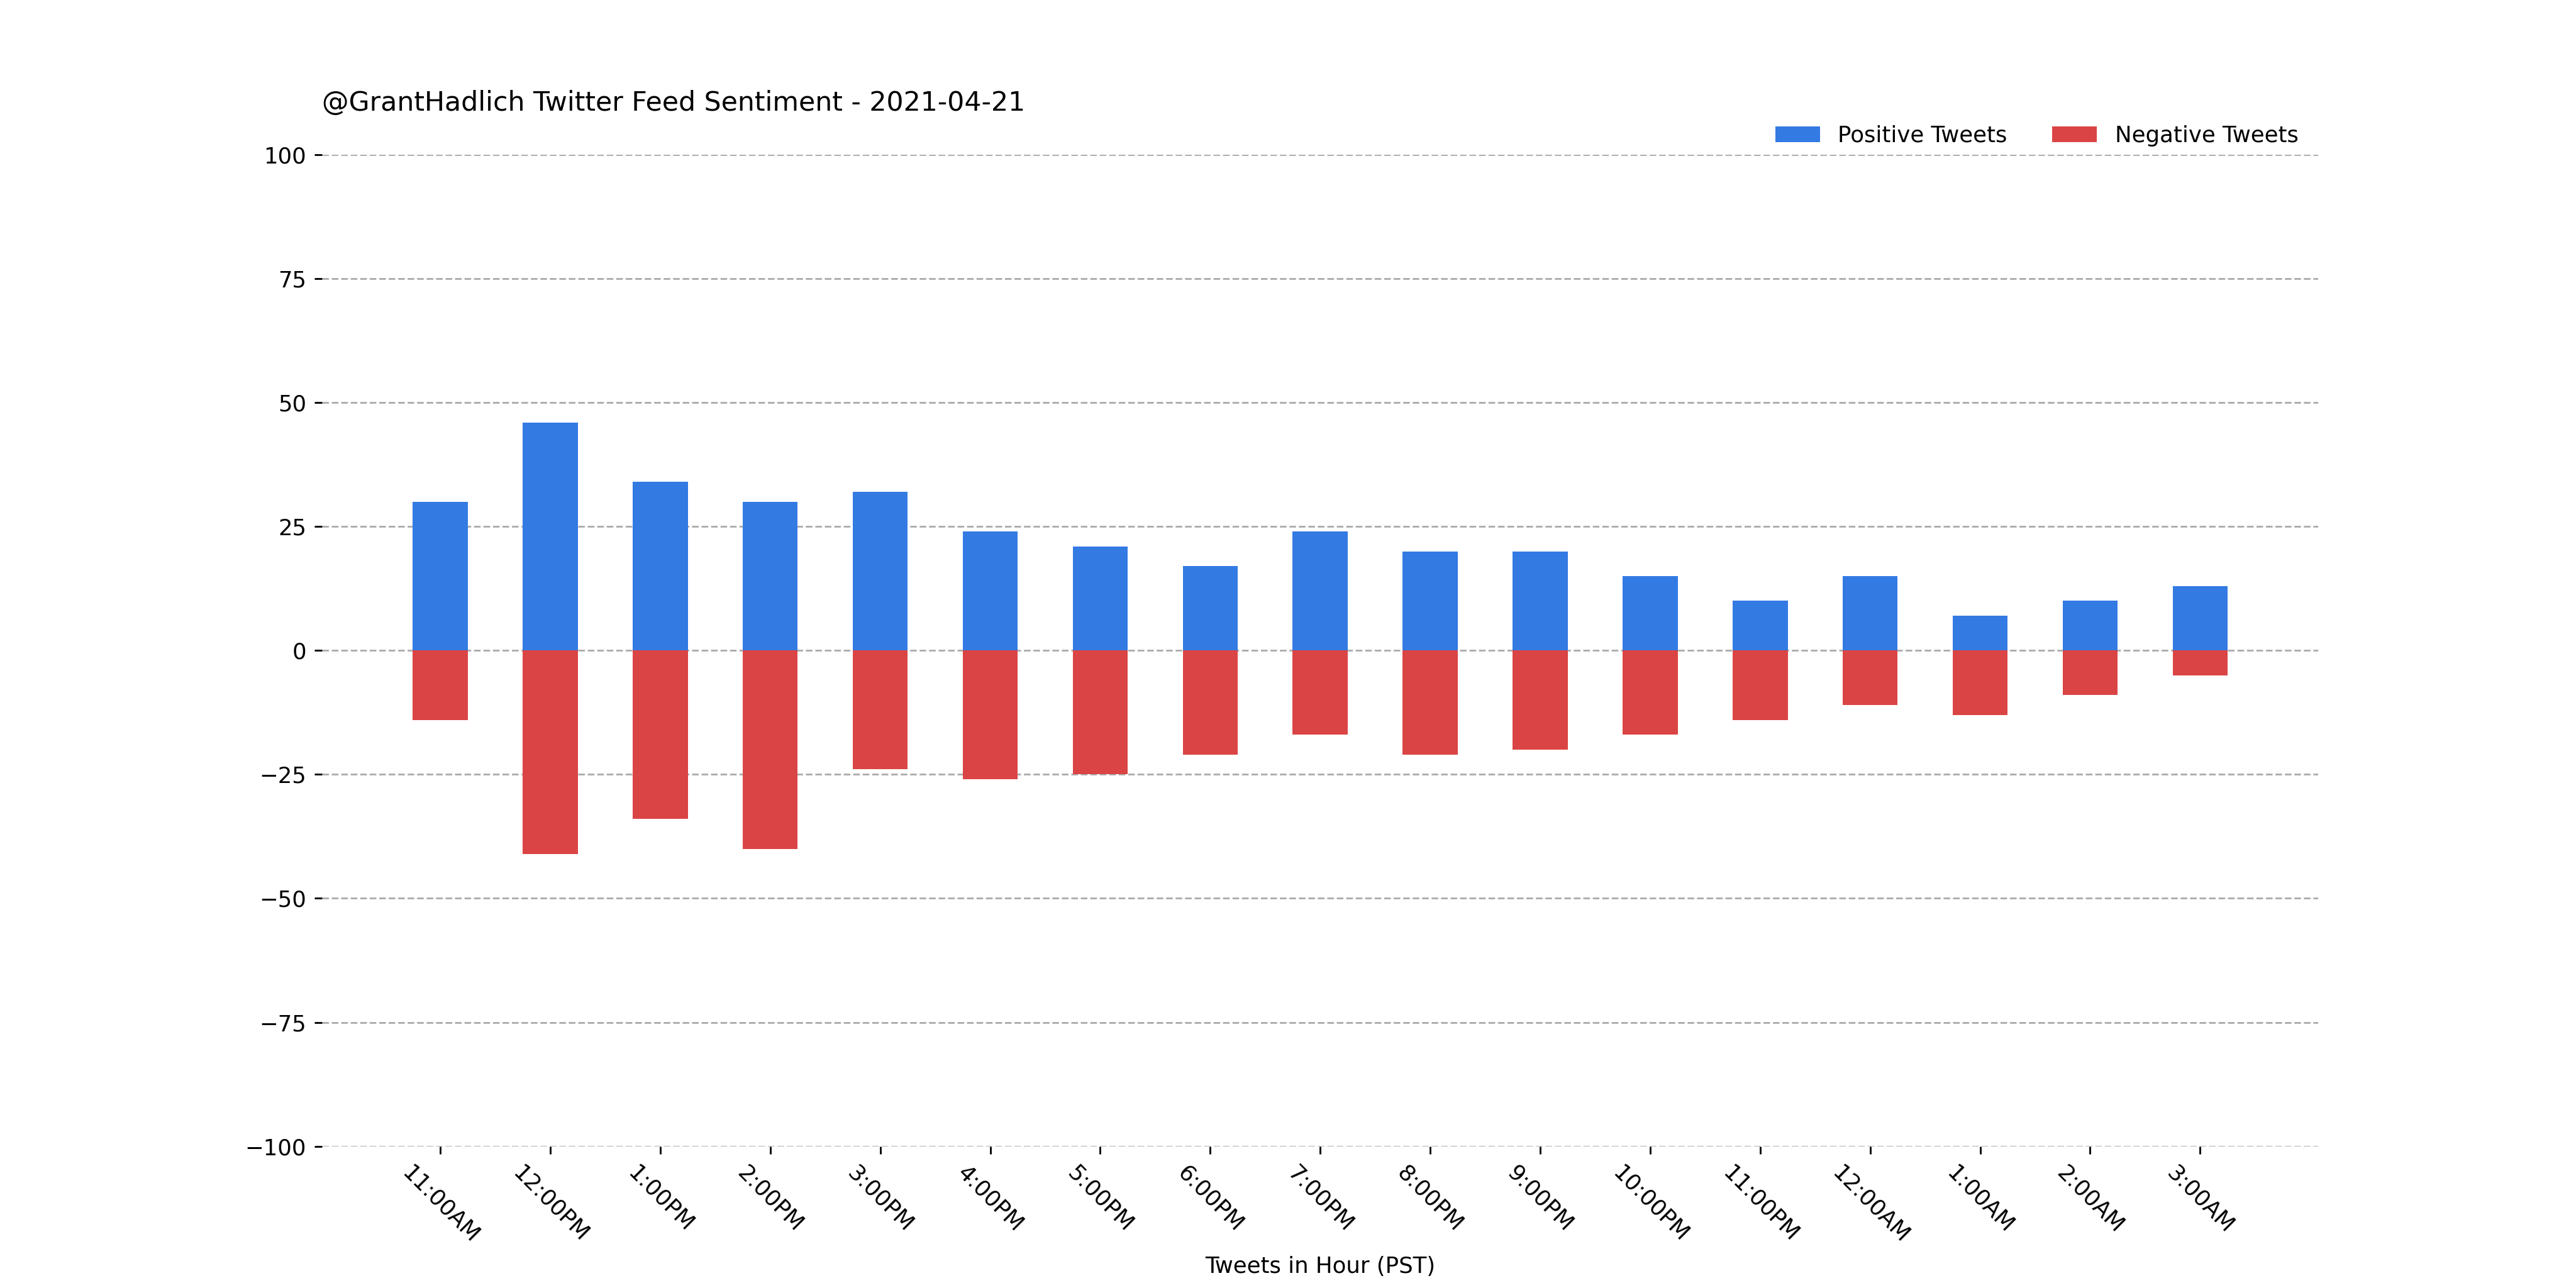 @GrantHadlich Twitter Feed Sentiment - 2021-04-21
Positive Tweets
Negative Tweets
100
75
50
25
0
−25
−50
−75
−100
11:00AM
12:00PM
1:00PM
2:00PM
3:00PM
4:00PM
5:00PM
6:00PM
7:00PM
8:00PM
9:00PM
10:00PM
11:00PM
12:00AM
1:00AM
2:00AM
3:00AM
Tweets in Hour (PST)